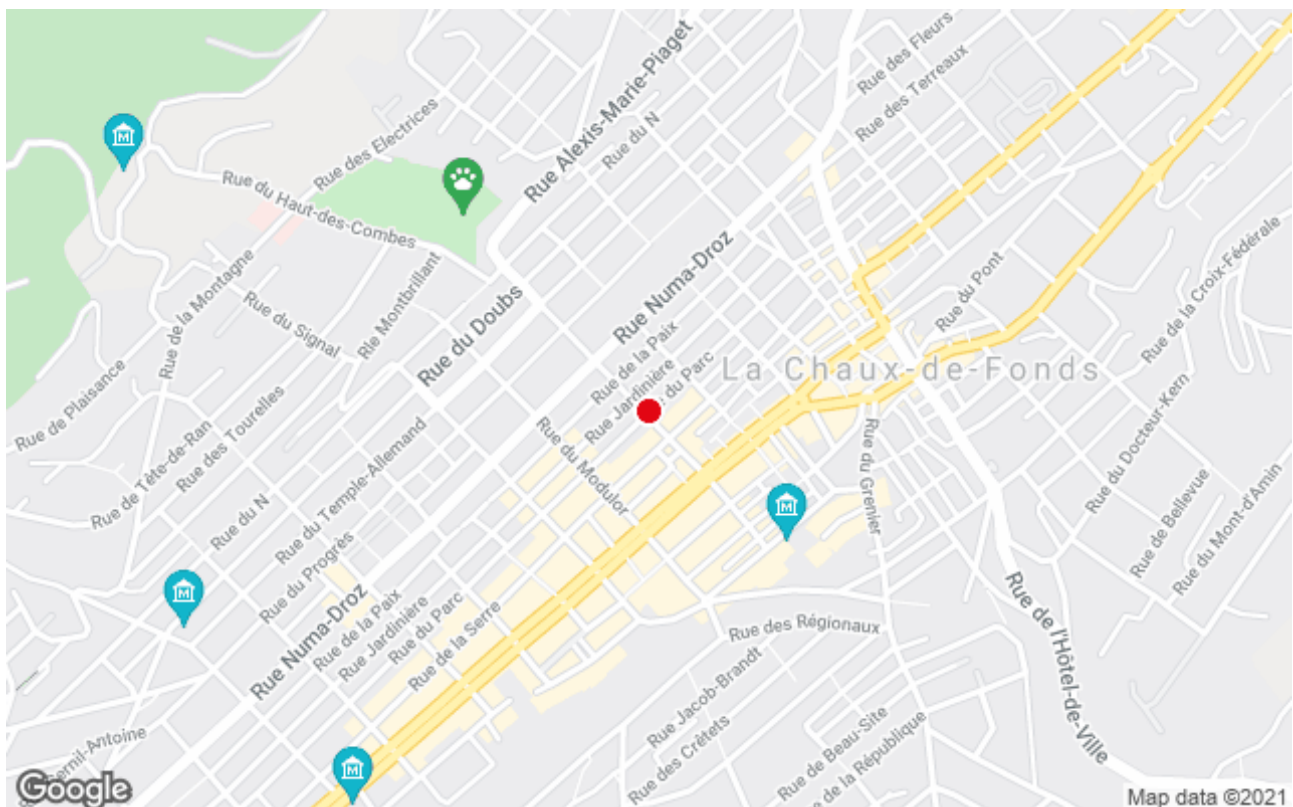 Rue des Fleurs
Rue des Terreaux
Rue Alexis-Marie-Piaget
Rue du N
Rue des Electrices
Rue du Haut-des-Combes
Rue Numa-Droz
Rue du Pont
Rue de la Croix-Fédérale
Rue de la Montagne
Rue du Signal
Rle Montbrillant
Rue du Doubs
Rue de la Paix
Rue Jardinière
du Parc
La Chaux-de-Fonds
Rue de Plaisance
Rue des Tourelles
Rue de Tête-de-Ran
Rue du Temple-Allemand
Rue du Modulor
Rue du Grenier
Rue du Docteur-Kern
Rue de Bellevue
Rue du Mont-d'Amin
Rue du N
Rue du Progrès
Rue Numa-Droz
Rue de la Paix
Rue Jardinière
Rue du Parc
Rue de la Serre
Rue des Régionaux
Rue de l'Hôtel-de-Ville
Rue Jacob-Brandt
Rue des Crêtets
Rue de Beau-Site
de la République
Sernil-Antoine
Google
Map data ©2021